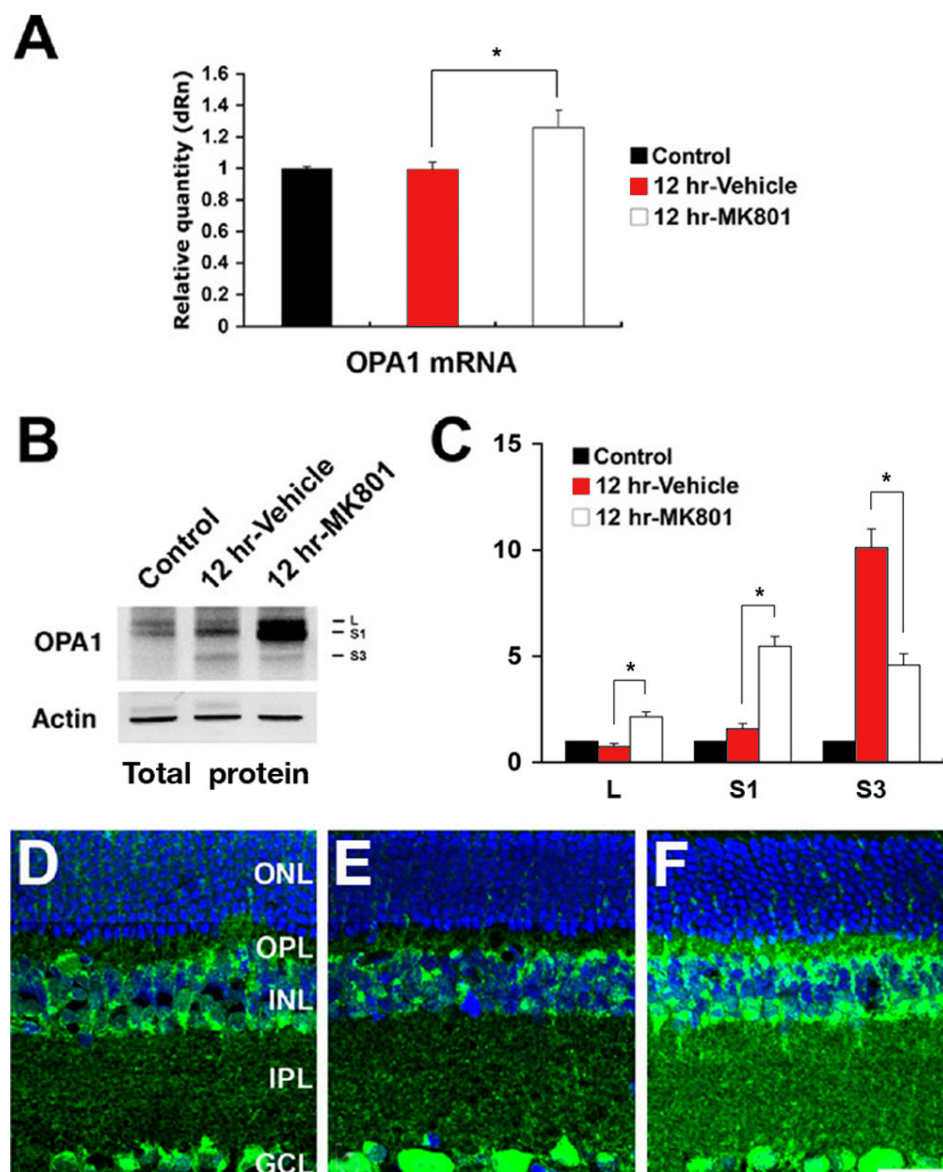 A
Relative quantity (dRn)
1.6
1.4
1.2
1
0.8
0.6
0.4
0.2
0
*
Control
12 hr-Vehicle
12 hr-MK801
OPA1 mRNA
B
Control
12 hr-Vehicle
12 hr-MK801
OPA1
L
S1
S3
Actin
Total protein
C
15
10
5
0
Control
12 hr-Vehicle
12 hr-MK801
*
*
*
L
S1
S3
D
ONL
OPL
INL
IPL
GCL
E
F